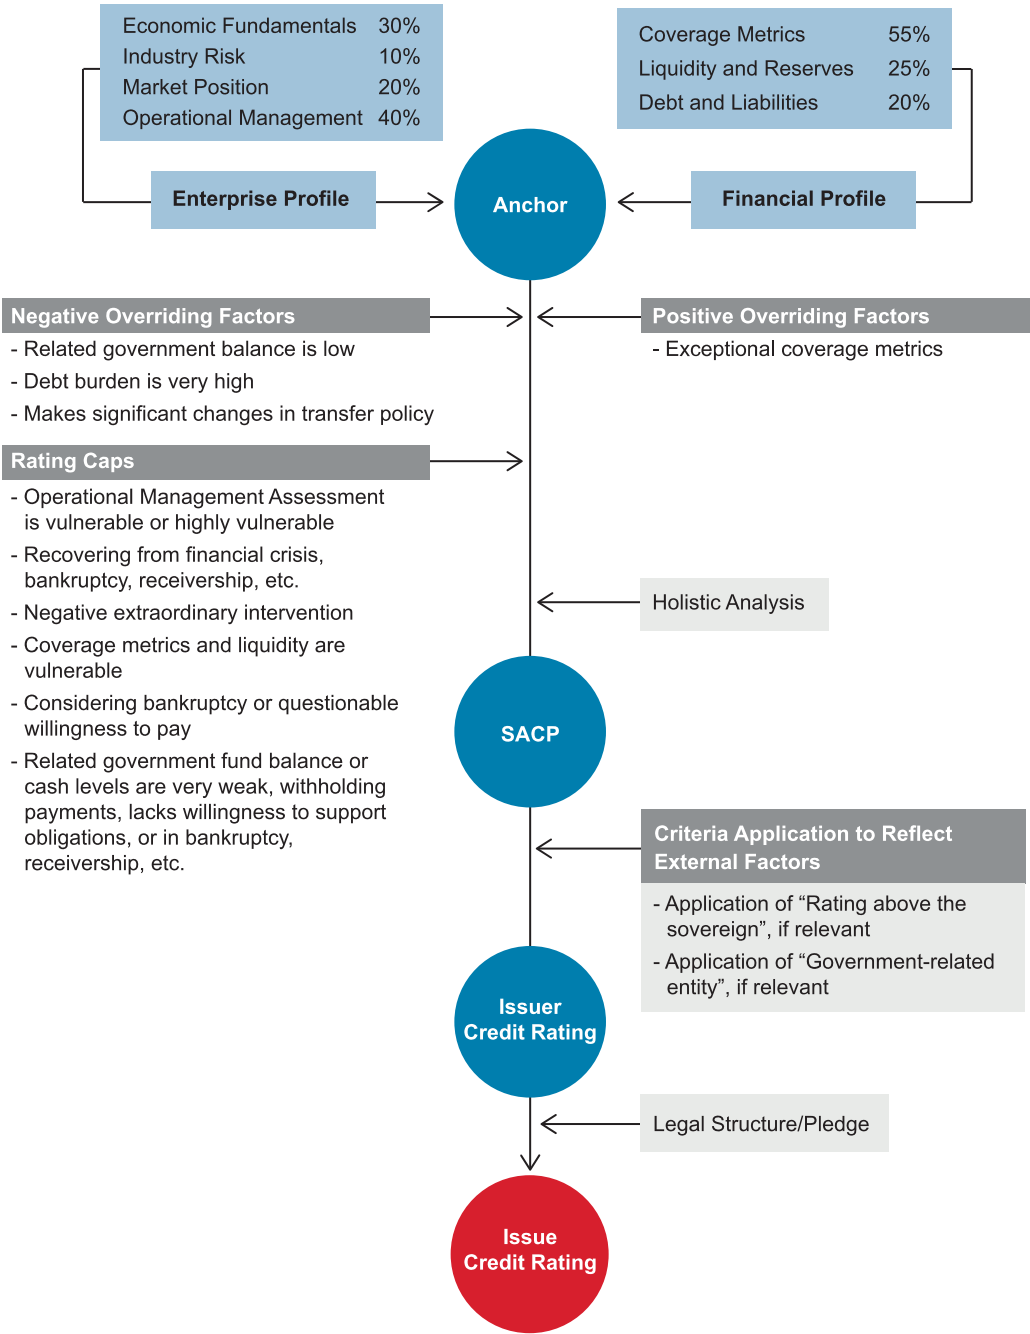 Economic Fundamentals 30%
Industry Risk 10%
Market Position 20%
Operational Management 40%
Coverage Metrics 55%
Liquidity and Reserves 25%
Debt and Liabilities 20%
Enterprise Profile
Anchor
Financial Profile
Negative Overriding Factors
- Related government balance is low
- Debt burden is very high
- Makes significant changes in transfer policy
Positive Overriding Factors
- Exceptional coverage metrics
Rating Caps
- Operational Management Assessment
is vulnerable or highly vulnerable
- Recovering from financial crisis,
bankruptcy, receivership, etc.
- Negative extraordinary intervention
- Coverage metrics and liquidity are
vulnerable
- Considering bankruptcy or questionable
willingness to pay
- Related government fund balance or
cash levels are very weak, withholding
payments, lacks willingness to support
obligations, or in bankruptcy,
receivership, etc.
Holistic Analysis
SACP
Criteria Application to Reflect
External Factors
- Application of “Rating above the
sovereign”, if relevant
- Application of “Government-related
entity”, if relevant
Issuer
Credit Rating
Legal Structure/Pledge
Issue
Credit Rating